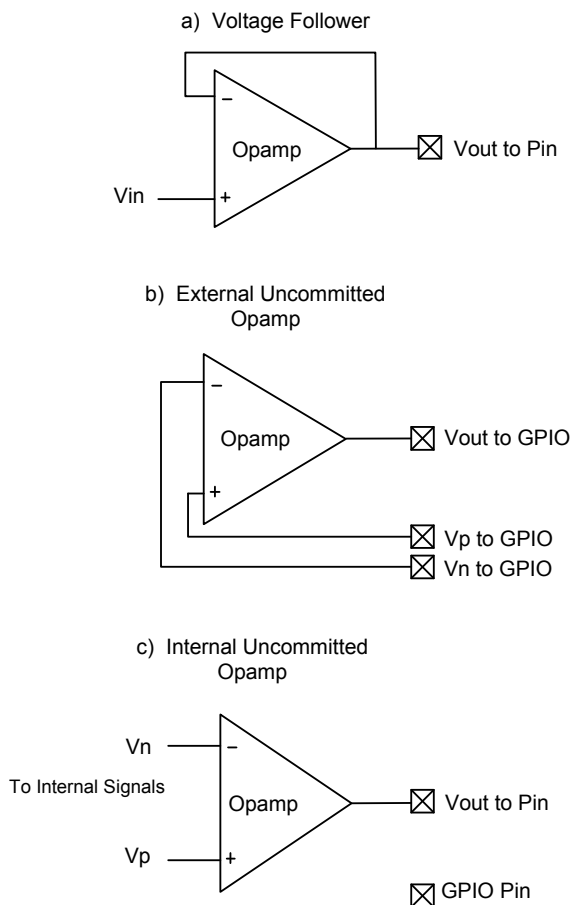 a) Voltage Follower
−
Opamp
Vout to Pin
Vin
+
b) External Uncommitted
Opamp
−
Opamp
Vout to GPIO
+
Vp to GPIO
Vn to GPIO
c) Internal Uncommitted
Opamp
Vn
−
To Internal Signals
Opamp
Vout to Pin
Vp
+
GPIO Pin